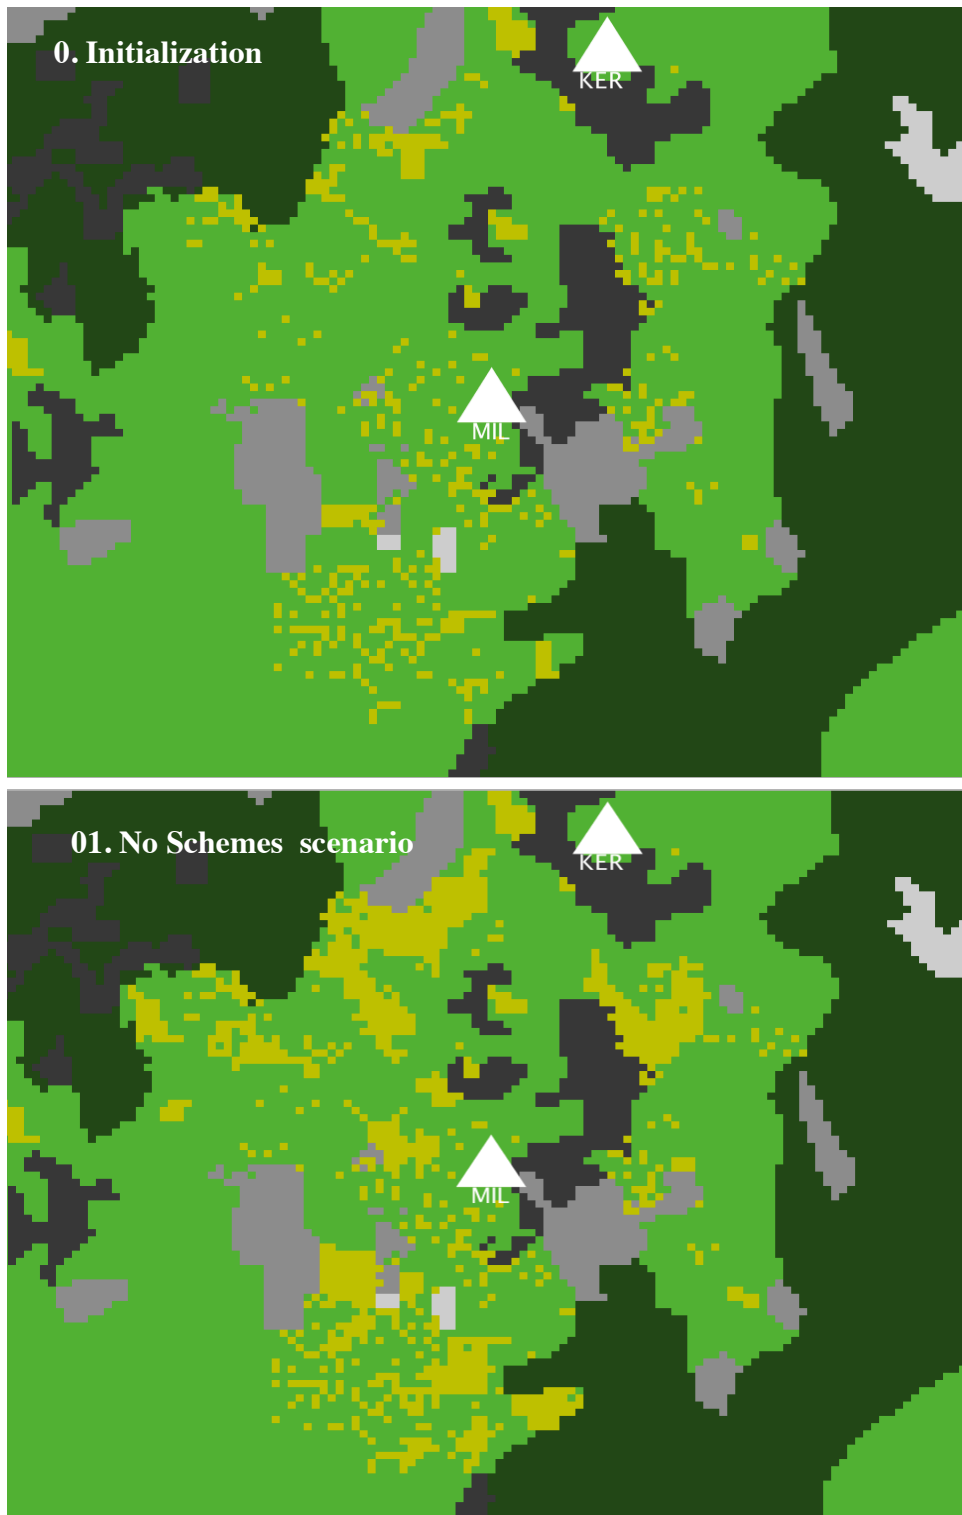 0. Initialization
KER
MIL
01. No Schemes  scenario
KER
MIL